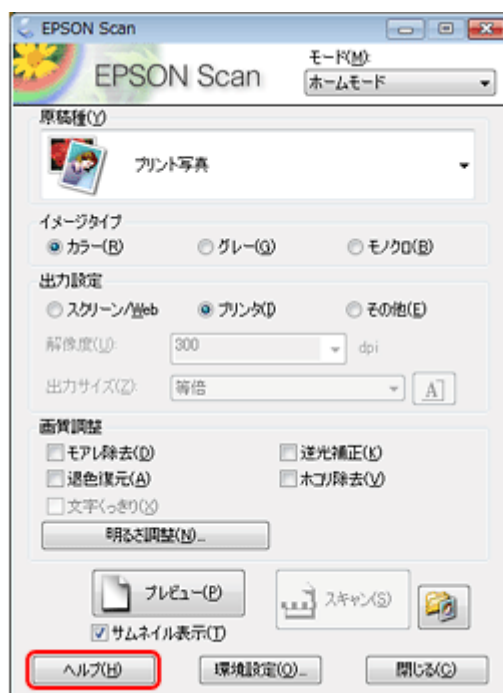 EPSON Scan
EPSON Scan
モード(M):
ホームモード
原稿種(Y)
プリント写真
イメージタイプ
カラー(R) グレー(G) モノクロ(B)
出力設定
スクリーン/Web プリンタ(I) その他(E)
解像度(U): 300 dpi
出力サイズ(Z): 等倍 A
画質調整
モアレ除去(D) 逆光補正(K)
退色復元(A) ホコリ除去(V)
文字くっきり(X)
明るさ調整(N)...
プレビュー(P) スキャン(S)
サムネイル表示(T)
ヘルプ(H) 環境設定(O)... 閉じる(C)